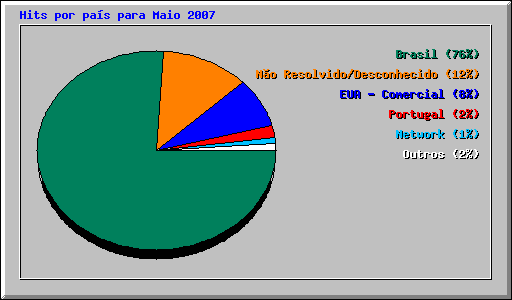 Hits por país para Maio 2007
Brasil (76%)
Não Resolvido/Desconhecido (12%)
EUA - Comercial (8%)
Portugal (2%)
Network (1%)
Outros (2%)